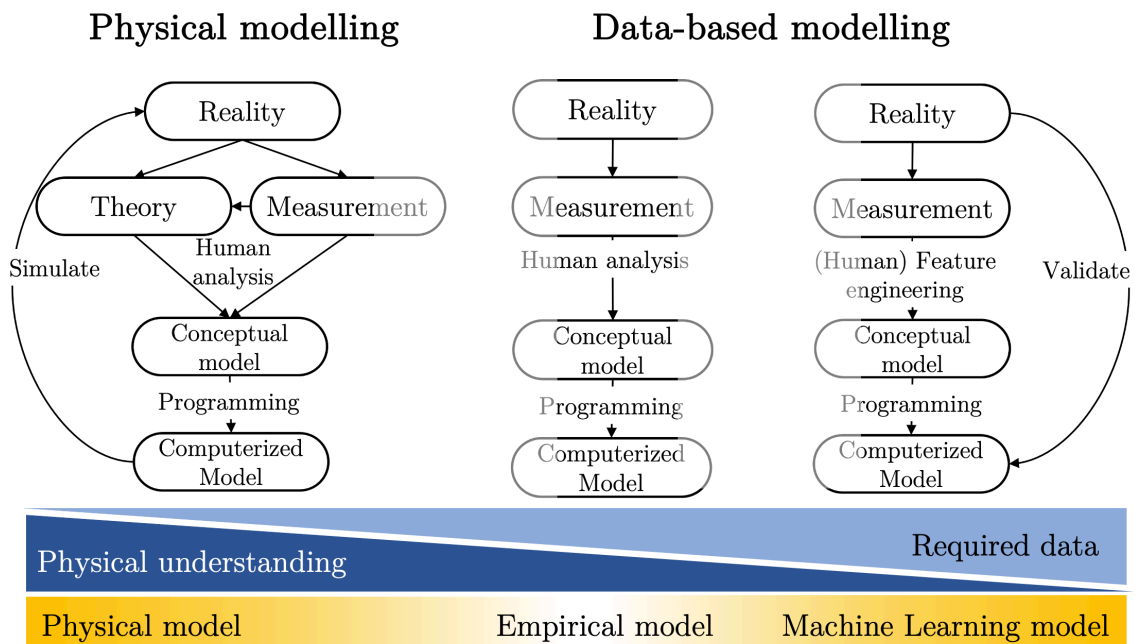 Physical modelling
Data-based modelling
Reality
Theory
Measurement
Human
analysis
Simulate
Conceptual
model
Programming
Computerized
Model
Reality
Measurement
Human analysis
Conceptual
model
Programming
Computerized
Model
Reality
Measurement
(Human) Feature
engineering
Validate
Conceptual
model
Programming
Computerized
Model
Required data
Physical understanding
Physical model
Empirical model
Machine Learning model